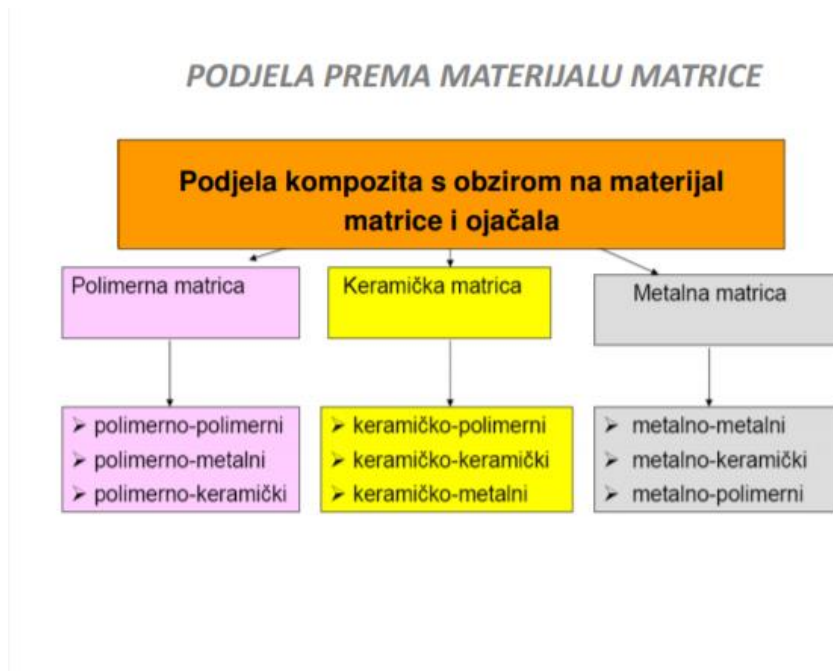 PODJELA PREMA MATERIJALU MATRICE
Podjela kompozita s obzirom na materijal
matrice i ojačala
Polimerna matrica
Keramička matrica
Metalna matrica
➢ polimerno-polimerni
➢ polimerno-metalni
➢ polimerno-keramički
➢ keramičko-polimerni
➢ keramičko-keramički
➢ keramičko-metalni
➢ metalno-metalni
➢ metalno-keramički
➢ metalno-polimerni